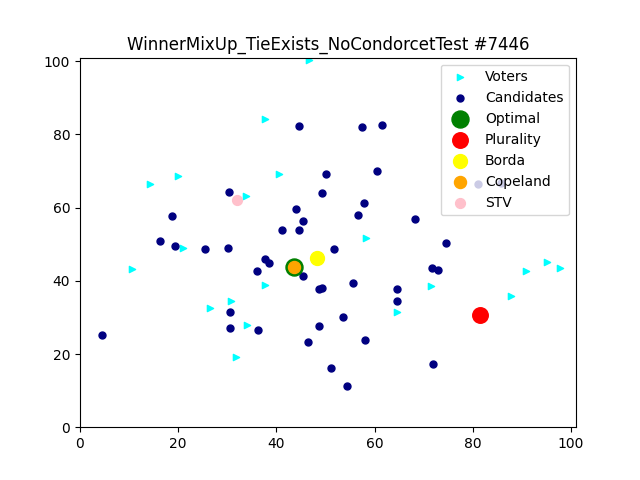 WinnerMixUp_TieExists_NoCondorcetTest #7446
100
80
60
40
20
0
0 20 40 60 80 100
Voters
Candidates
Optimal
Plurality
Borda
Copeland
STV